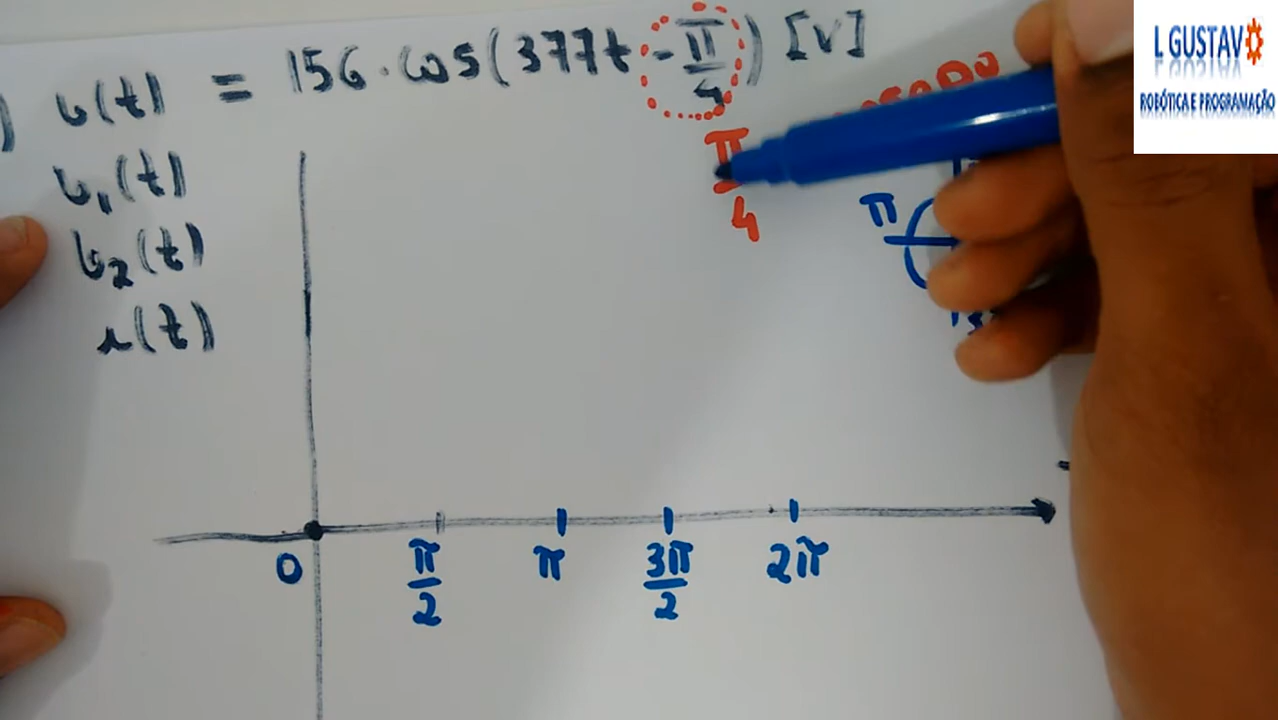 ) v(t) = 156·cos(377t - π/4) [V]
v₁(t)
v₂(t)
i(t)
π/4
π
0 π/2 π 3π/2 2π
L GUSTAVO
ROBÓTICA E PROGRAMAÇÃO